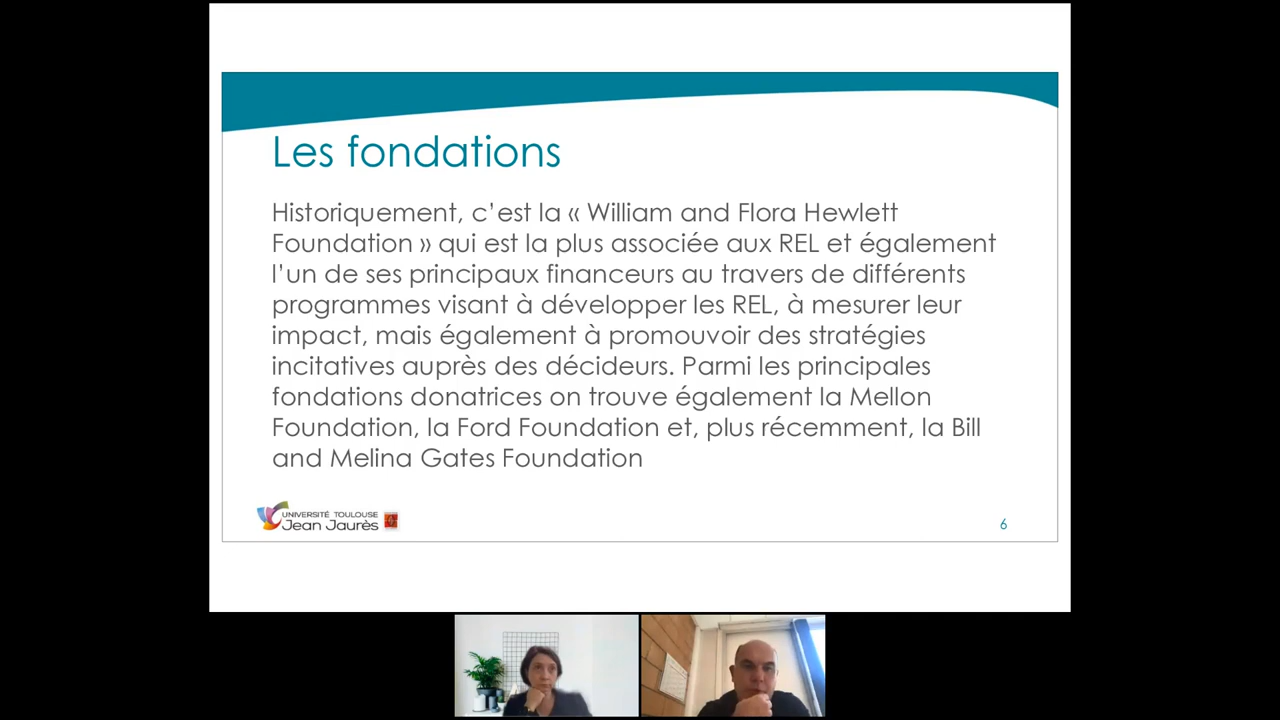 Les fondations
Historiquement, c’est la « William and Flora Hewlett
Foundation » qui est la plus associée aux REL et également
l’un de ses principaux financeurs au travers de différents
programmes visant à développer les REL, à mesurer leur
impact, mais également à promouvoir des stratégies
incitatives auprès des décideurs. Parmi les principales
fondations donatrices on trouve également la Mellon
Foundation, la Ford Foundation et, plus récemment, la Bill
and Melina Gates Foundation
UNIVERSITÉ TOULOUSE
Jean Jaurès
6